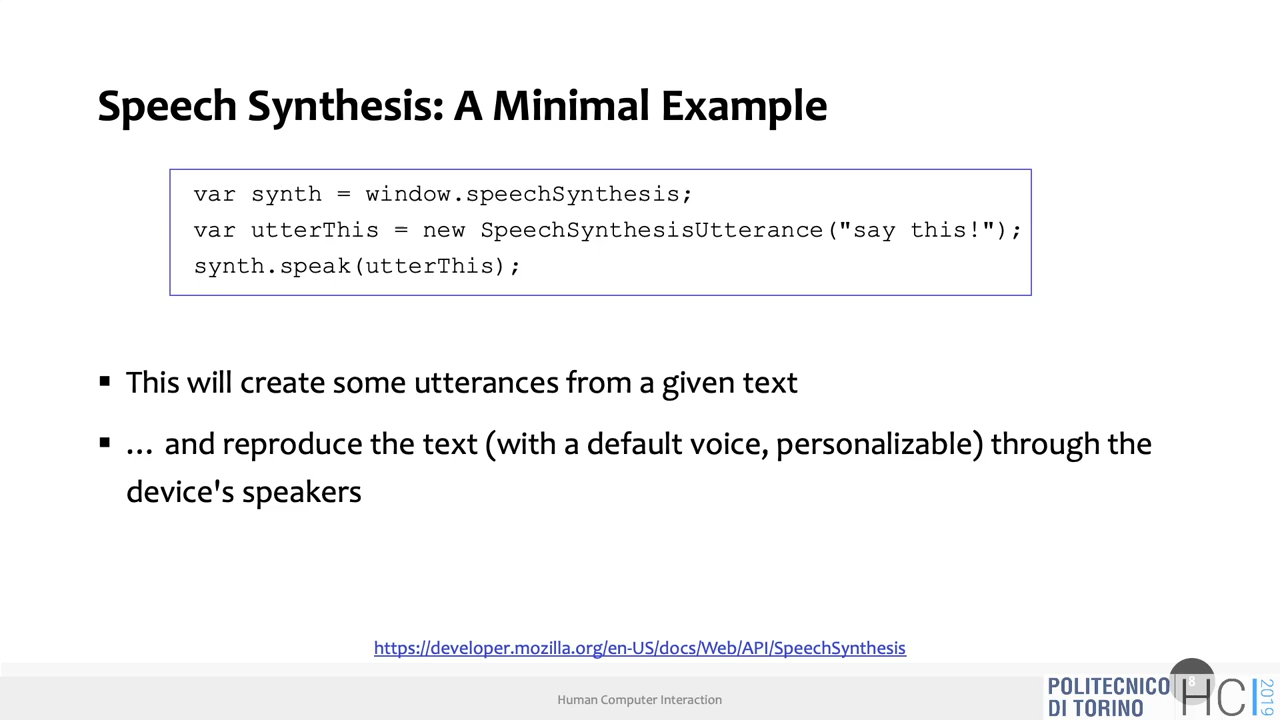 Speech Synthesis: A Minimal Example
var synth = window.speechSynthesis;
var utterThis = new SpeechSynthesisUtterance("say this!");
synth.speak(utterThis);
▪ This will create some utterances from a given text
▪ … and reproduce the text (with a default voice, personalizable) through the
device's speakers
https://developer.mozilla.org/en-US/docs/Web/API/SpeechSynthesis
Human Computer Interaction
POLITECNICO
DI TORINO
8
HCI
2019